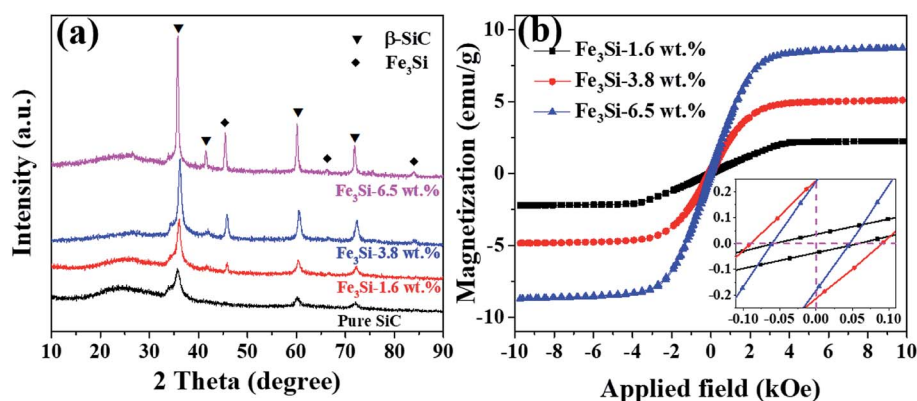 (a)
▼ β-SiC
◆ Fe₃Si
Fe₃Si-6.5 wt.%
Fe₃Si-3.8 wt.%
Fe₃Si-1.6 wt.%
Pure SiC
Intensity (a.u.)
10 20 30 40 50 60 70 80 90
2 Theta (degree)
(b)
Fe₃Si-1.6 wt.%
Fe₃Si-3.8 wt.%
Fe₃Si-6.5 wt.%
Magnetization (emu/g)
10
5
0
-5
-10
0.2
0.1
0.0
-0.1
-0.2
-0.10 -0.05 0.00 0.05 0.10
-10 -8 -6 -4 -2 0 2 4 6 8 10
Applied field (kOe)